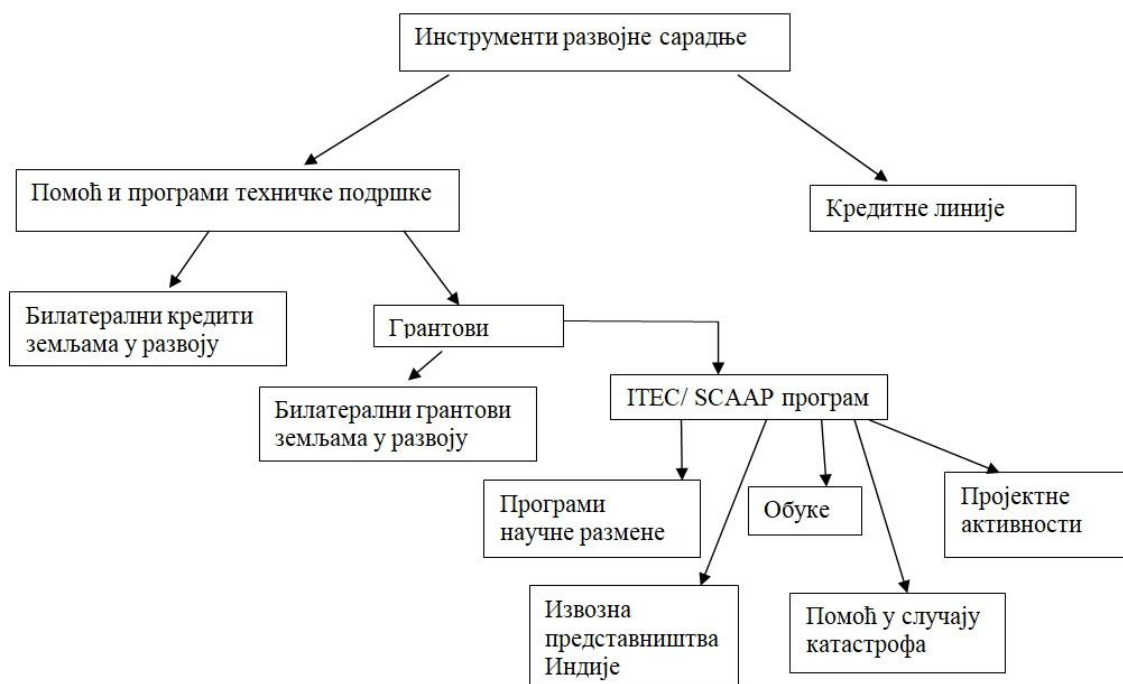 Инструменти развојне сарадње
Помоћ и програми техничке подршке
Кредитне линије
Билатерални кредити
земљама у развоју
Грантови
Билатерални грантови
земљама у развоју
ITEC/ SCAAP програм
Програми
научне размене
Обуке
Пројектне
активности
Извозна
представништва
Индије
Помоћ у случају
катастрофа